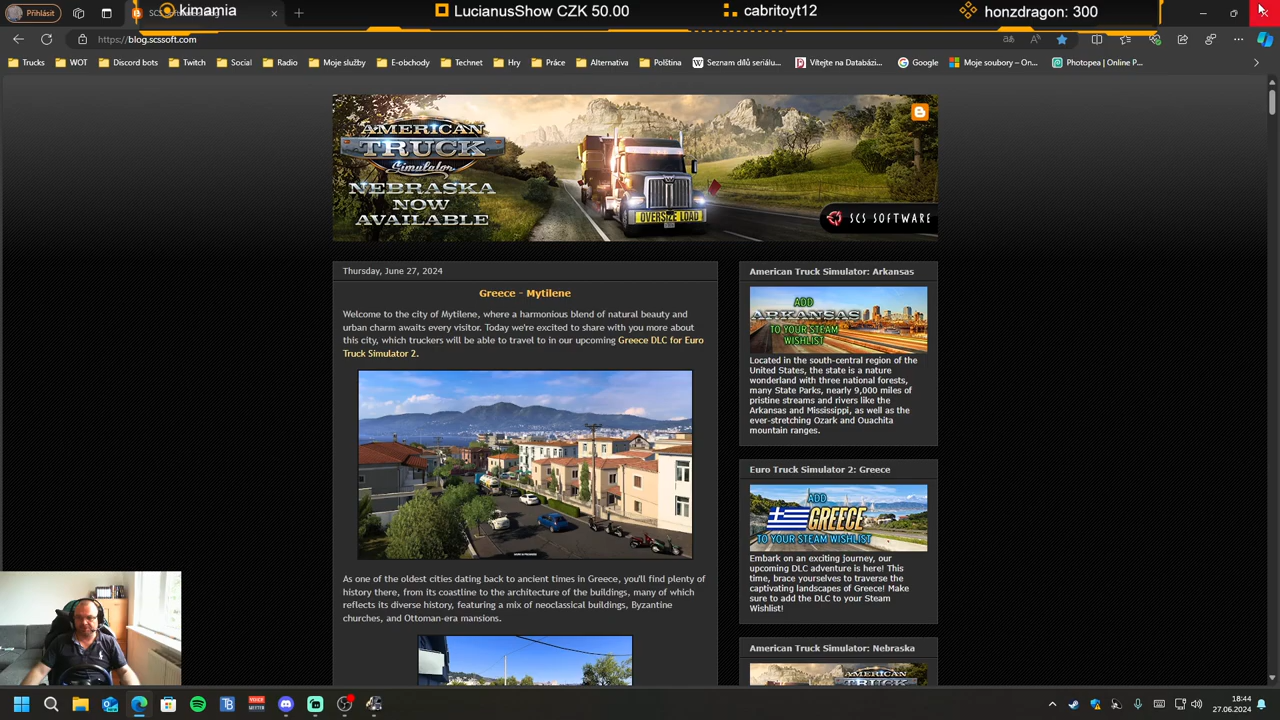 kimamia
LucianusShow CZK 50.00
cabritoyt12
honzdragon: 300
Přihlásit
https://blog.scssoft.com
Trucks
WOT
Discord bots
Twitch
Social
Radio
Moje služby
E-obchody
Technet
Hry
Práce
Alternativa
Polština
Seznam dílů seriálu...
Vítejte na Databázi...
Google
Moje soubory – On...
Photopea | Online P...
AMERICAN
TRUCK
Simulator
NEBRASKA
NOW
AVAILABLE
OVERSIZE LOAD
SCS SOFTWARE
Thursday, June 27, 2024
Greece - Mytilene
Welcome to the city of Mytilene, where a harmonious blend of natural beauty and
urban charm awaits every visitor. Today we're excited to share with you more about
this city, which truckers will be able to travel to in our upcoming Greece DLC for Euro
Truck Simulator 2.
As one of the oldest cities dating back to ancient times in Greece, you'll find plenty of
history there, from its coastline to the architecture of the buildings, many of which
reflects its diverse history, featuring a mix of neoclassical buildings, Byzantine
churches, and Ottoman-era mansions.
American Truck Simulator: Arkansas
ADD
ARKANSAS
TO YOUR STEAM
WISHLIST
Located in the south-central region of the
United States, the state is a nature
wonderland with three national forests,
many State Parks, nearly 9,000 miles of
pristine streams and rivers like the
Arkansas and Mississippi, as well as the
ever-stretching Ozark and Ouachita
mountain ranges.
Euro Truck Simulator 2: Greece
ADD
GREECE
TO YOUR STEAM WISHLIST
Embark on an exciting journey, our
upcoming DLC adventure is here! This
time, brace yourselves to traverse the
captivating landscapes of Greece! Make
sure to add the DLC to your Steam
Wishlist!
American Truck Simulator: Nebraska
AMERICAN
TRUCK
VOICE
MEETER
18:44
27.06.2024